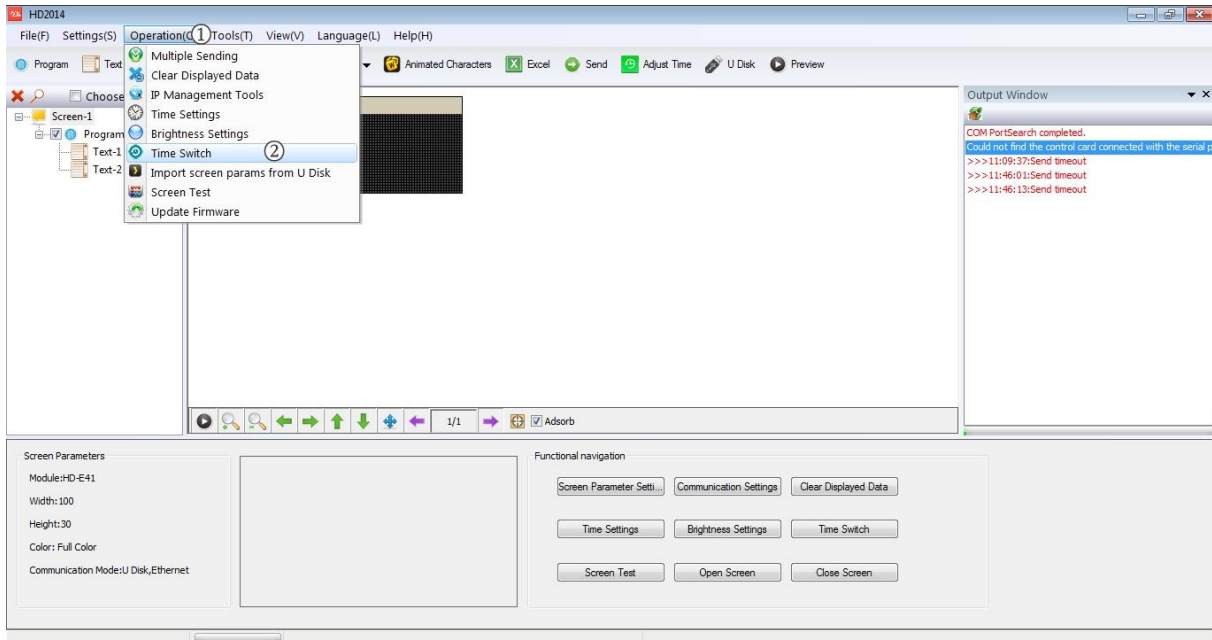 HD2014
File(F) Settings(S) Operation(O ① Tools(T) View(V) Language(L) Help(H)
Program Text Animated Characters Excel Send Adjust Time U Disk Preview
Multiple Sending
Clear Displayed Data
IP Management Tools
Time Settings
Brightness Settings
Time Switch ②
Import screen params from U Disk
Screen Test
Update Firmware
Choose
Screen-1
Program
Text-1
Text-2
Output Window
COM PortSearch completed.
Could not find the control card connected with the serial p
>>>11:09:37:Send timeout
>>>11:46:01:Send timeout
>>>11:46:13:Send timeout
1/1 Adsorb
Screen Parameters
Module:HD-E41
Width:100
Height:30
Color: Full Color
Communication Mode:U Disk,Ethernet
Functional navigation
Screen Parameter Setti... Communication Settings Clear Displayed Data
Time Settings Brightness Settings Time Switch
Screen Test Open Screen Close Screen